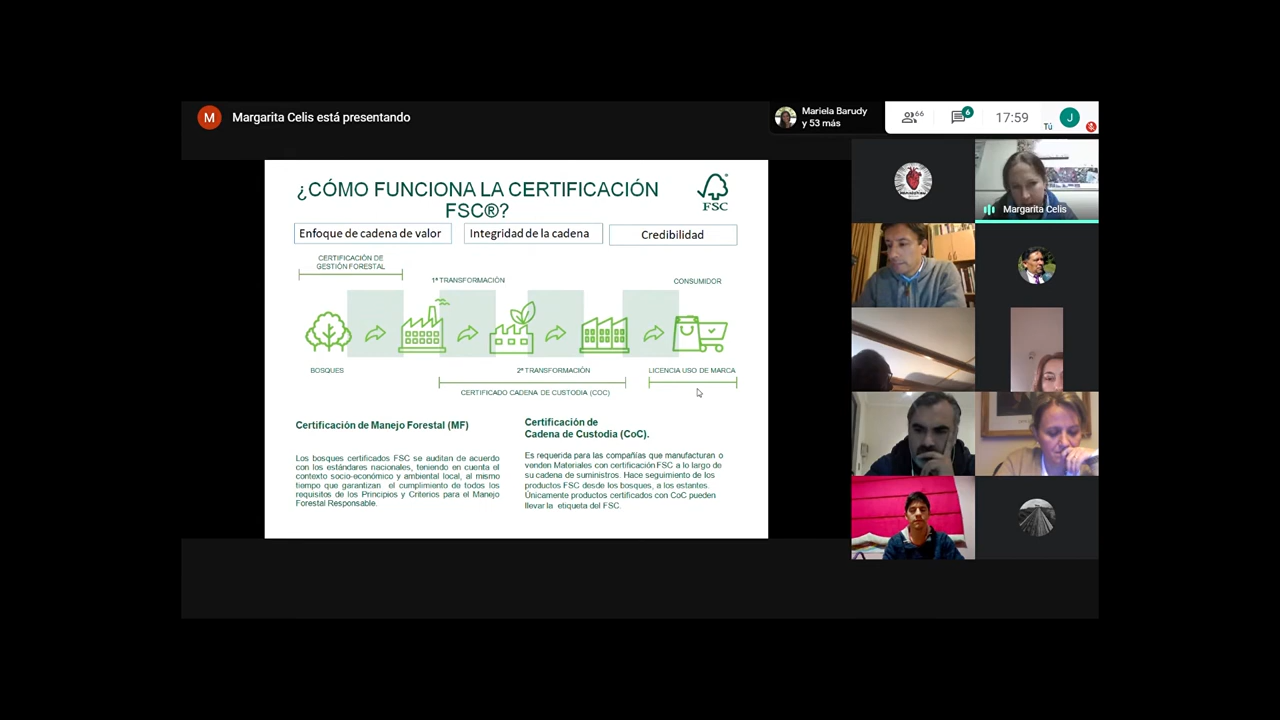 M
Margarita Celis está presentando
Mariela Barudy
y 53 más
66
6
17:59
Tú
J
¿CÓMO FUNCIONA LA CERTIFICACIÓN
FSC®?
FSC
Enfoque de cadena de valor
Integridad de la cadena
Credibilidad
CERTIFICACIÓN DE
GESTIÓN FORESTAL
1ª TRANSFORMACIÓN
CONSUMIDOR
BOSQUES
2ª TRANSFORMACIÓN
LICENCIA USO DE MARCA
CERTIFICADO CADENA DE CUSTODIA (COC)
Certificación de Manejo Forestal (MF)
Los bosques certificados FSC se auditan de acuerdo
con los estándares nacionales, teniendo en cuenta el
contexto socio-económico y ambiental local, al mismo
tiempo que garantizan el cumplimiento de todos los
requisitos de los Principios y Criterios para el Manejo
Forestal Responsable.
Certificación de
Cadena de Custodia (CoC).
Es requerida para las compañías que manufacturan o
venden Materiales con certificación FSC a lo largo de
su cadena de suministros. Hace seguimiento de los
productos FSC desde los bosques, a los estantes.
Únicamente productos certificados con CoC pueden
llevar la etiqueta del FSC.
Margarita Celis